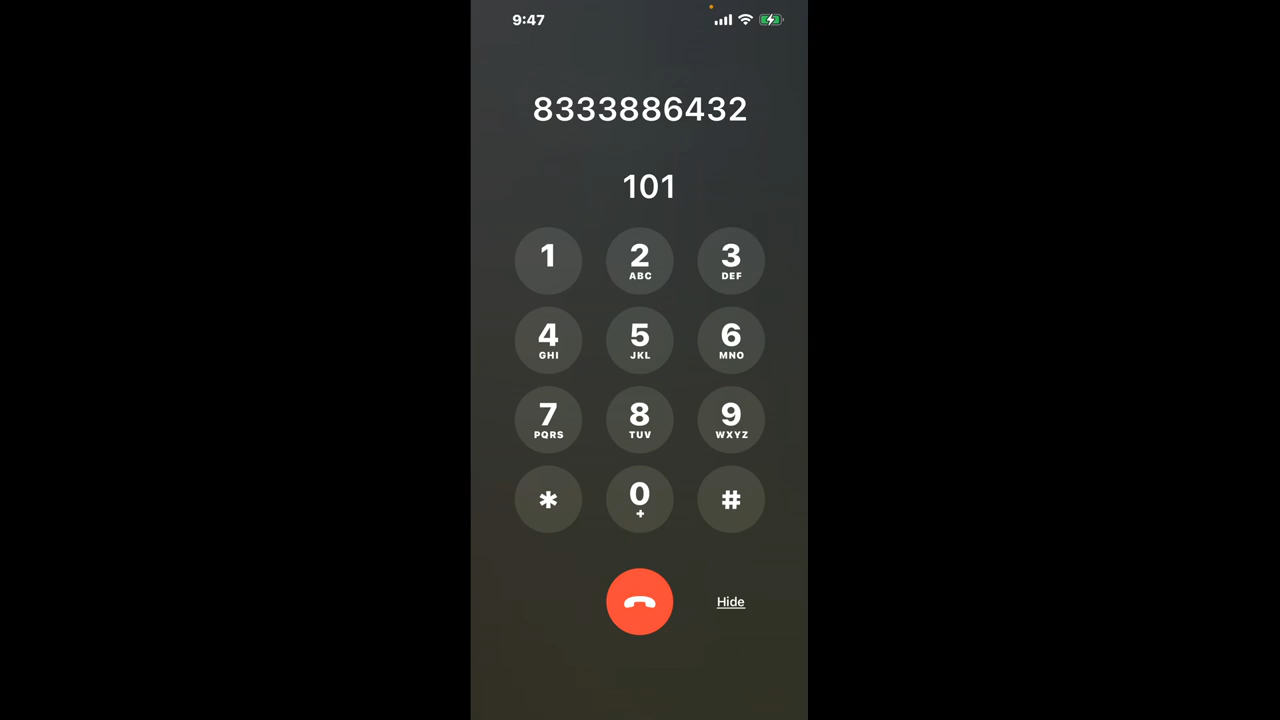 9:47
8333886432
101
1 2 3
ABC DEF
4 5 6
GHI JKL MNO
7 8 9
PQRS TUV WXYZ
* 0 #
+
Hide